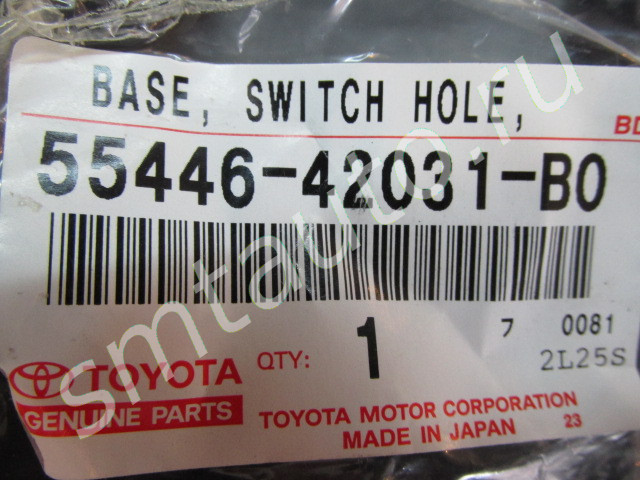 BASE, SWITCH HOLE,
BD
55446-42031-B0
7 0081
QTY: 1
2L25S
TOYOTA
GENUINE PARTS
TOYOTA MOTOR CORPORATION
MADE IN JAPAN 23
smtauto.ru